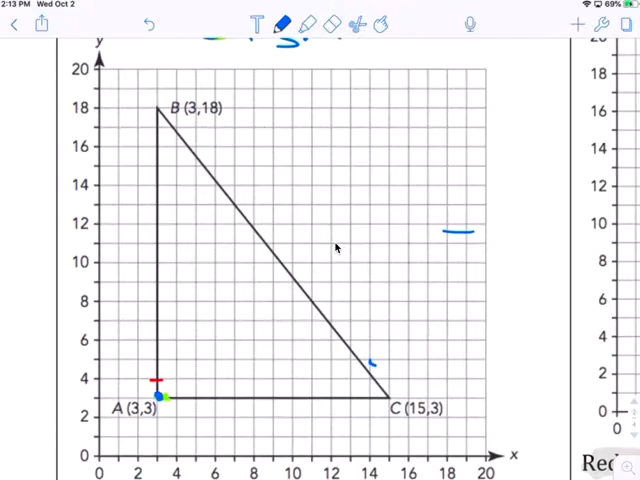 2:13 PM Wed Oct 2
69%
T
y
20
18
B (3,18)
16
14
12
10
8
6
4
A (3,3)
C (15,3)
2
0
x
0 2 4 6 8 10 12 14 16 18 20
20
18
16
14
12
10
8
6
4
2
0
0
Rec